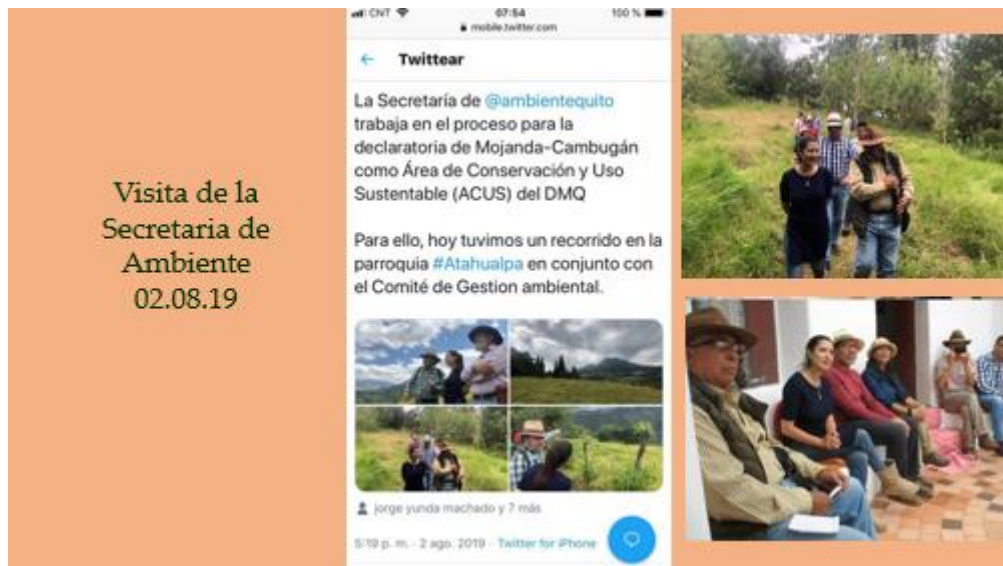 Visita de la
Secretaria de
Ambiente
02.08.19
CNT
07:54
100 %
mobile.twitter.com
Twittear
La Secretaría de @ambientequito
trabaja en el proceso para la
declaratoria de Mojanda-Cambugán
como Área de Conservación y Uso
Sustentable (ACUS) del DMQ
Para ello, hoy tuvimos un recorrido en la
parroquia #Atahualpa en conjunto con
el Comité de Gestion ambiental.
jorge yunda machado y 7 más
5:19 p. m. · 2 ago. 2019 · Twitter for iPhone